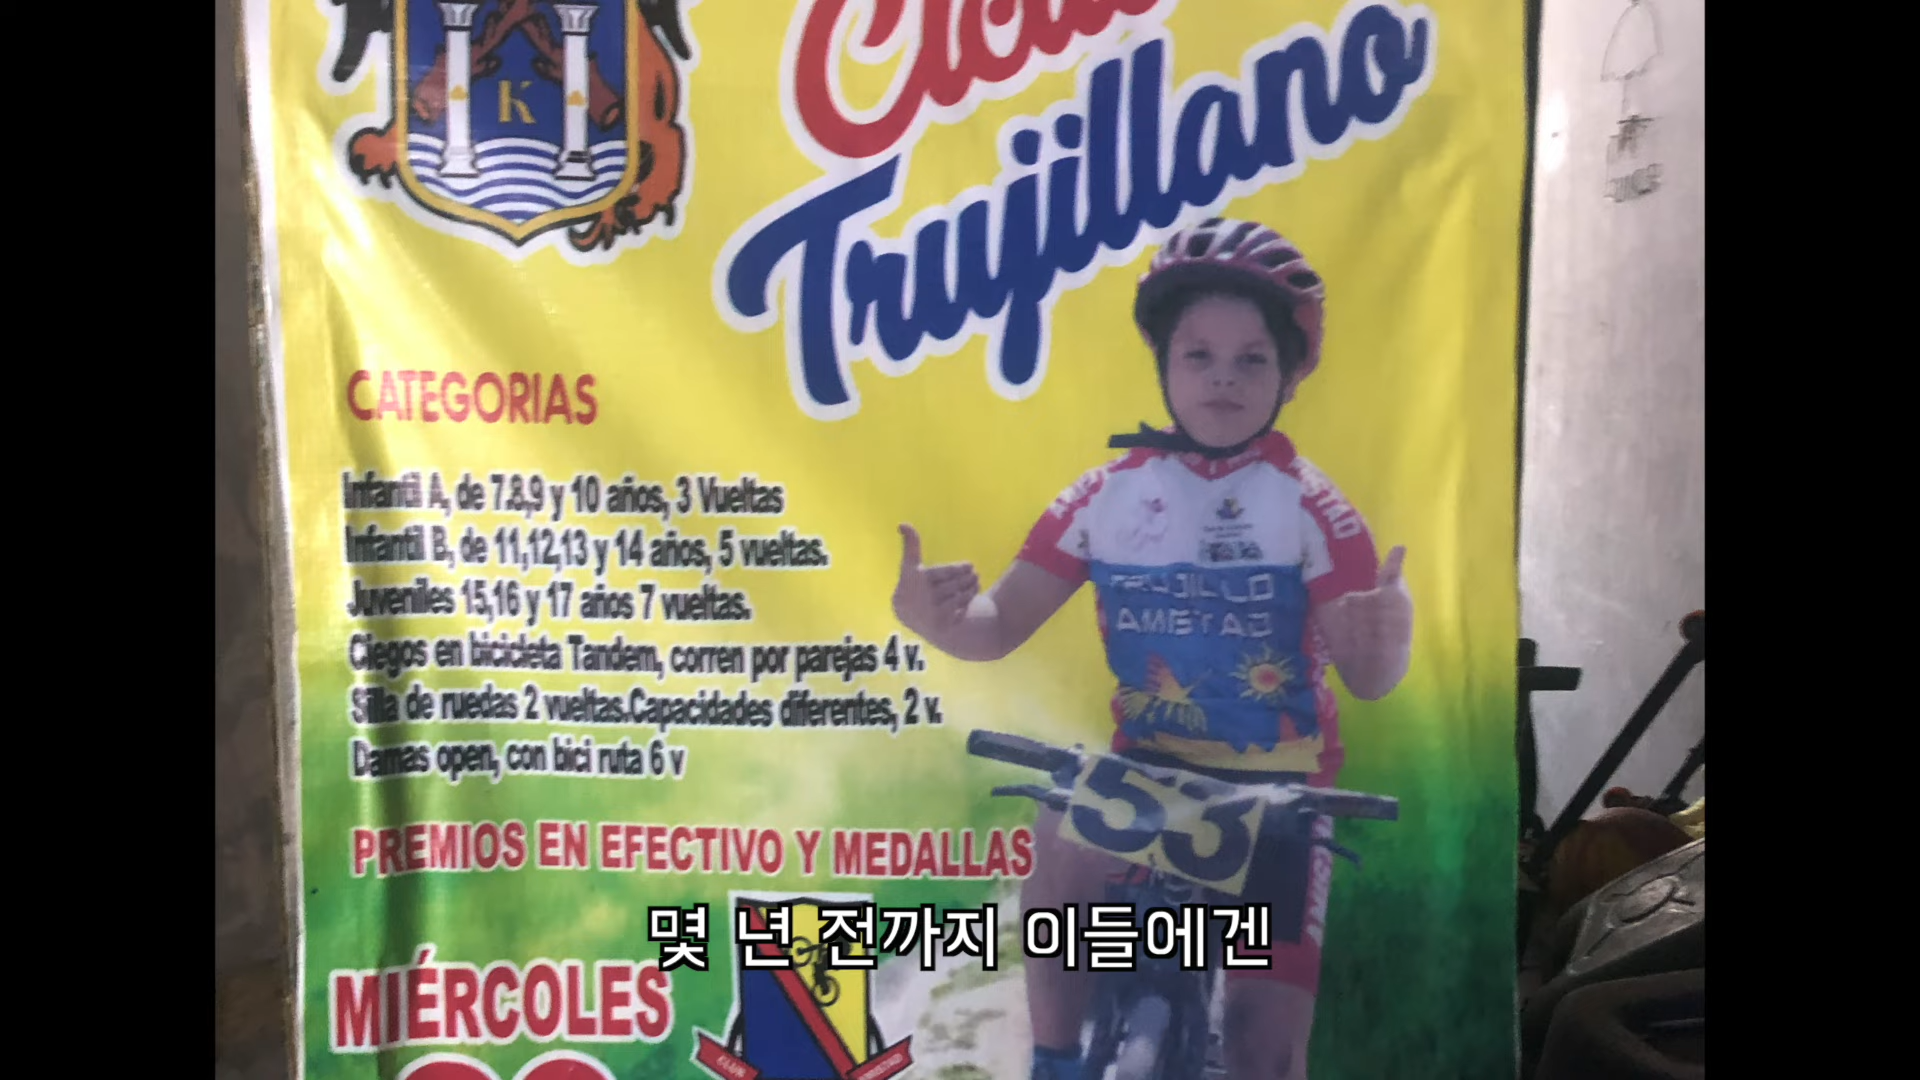 K
Trujillano
CATEGORIAS
Infantil A, de 7.8,9 y 10 años, 3 Vueltas
Infantil B, de 11,12,13 y 14 años, 5 vueltas.
Juveniles 15,16 y 17 años 7 vueltas.
Ciegos en bicicleta Tandem, corren por parejas 4 v.
Silla de ruedas 2 vueltas.Capacidades diferentes, 2 v.
Damas open, con bici ruta 6 v
TRUJILLO
AMISTAD
53
PREMIOS EN EFECTIVO Y MEDALLAS
몇 년 전까지 이들에겐
MIÉRCOLES
CLUB